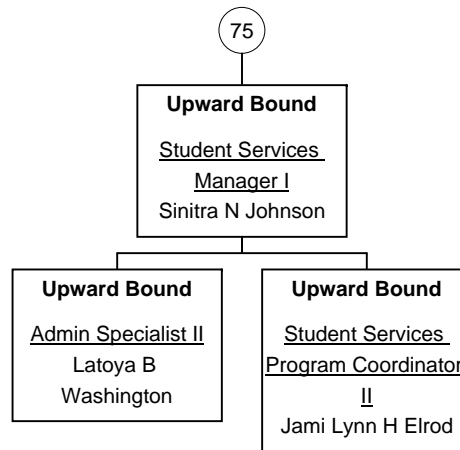 75
Upward Bound
Student Services
Manager I
Sinitra N Johnson
Upward Bound
Admin Specialist II
Latoya B
Washington
Upward Bound
Student Services
Program Coordinator
II
Jami Lynn H Elrod